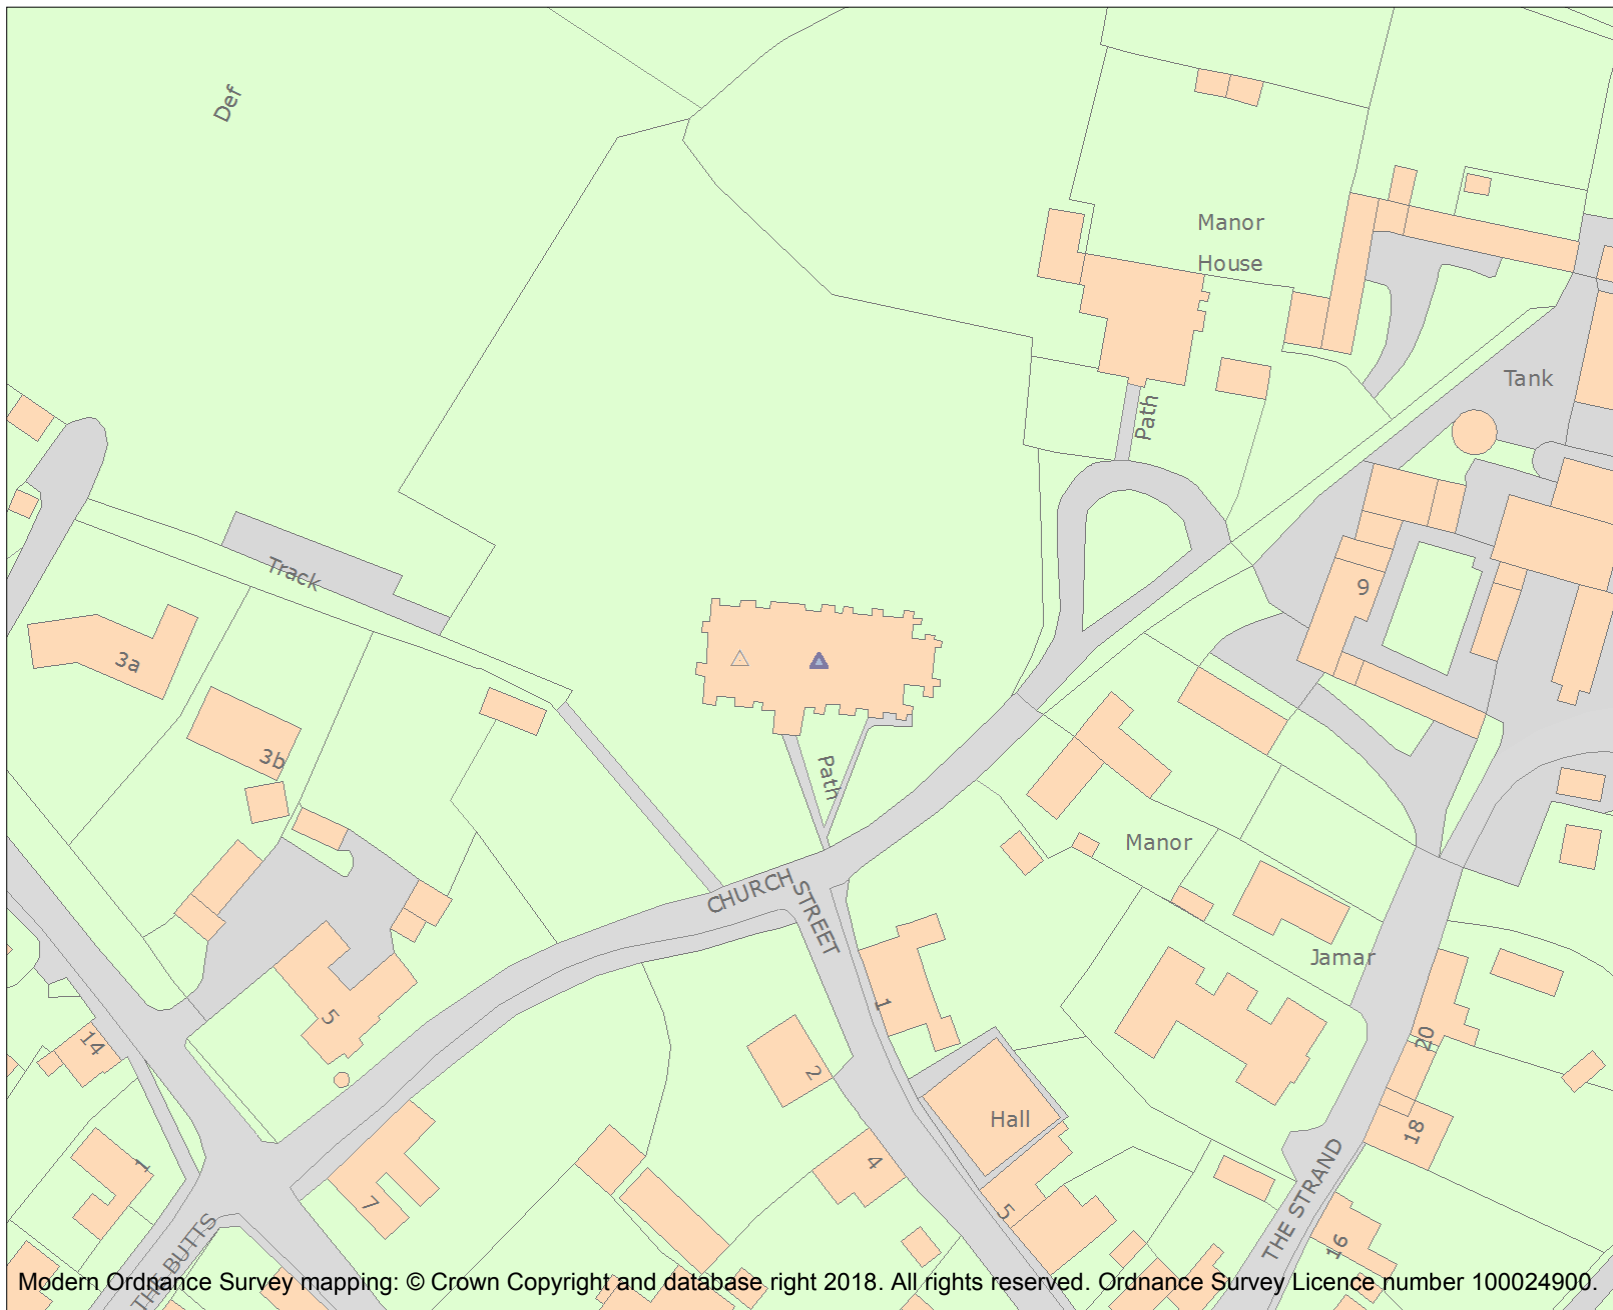 Def
Manor
House
Tank
Path
Track
9
3a
3b
Path
Manor
CHURCH
STREET
Jamar
1
5
14
20
2
Hall
18
4
1
7
5
THE STRAND
16
THE BUTTS
Modern Ordnance Survey mapping: © Crown Copyright and database right 2018. All rights reserved. Ordnance Survey Licence number 100024900.